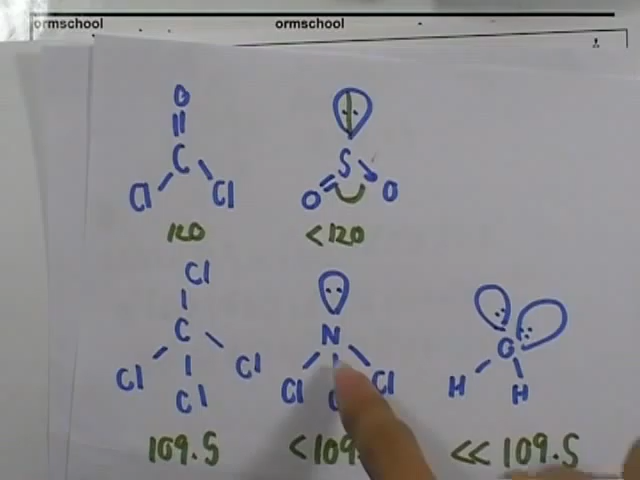 ormschool ormschool
O
C
Cl Cl
120
S
O O
<120
Cl
C
Cl Cl
Cl
109.5
N
Cl Cl
<109.
O
H H
<< 109.5